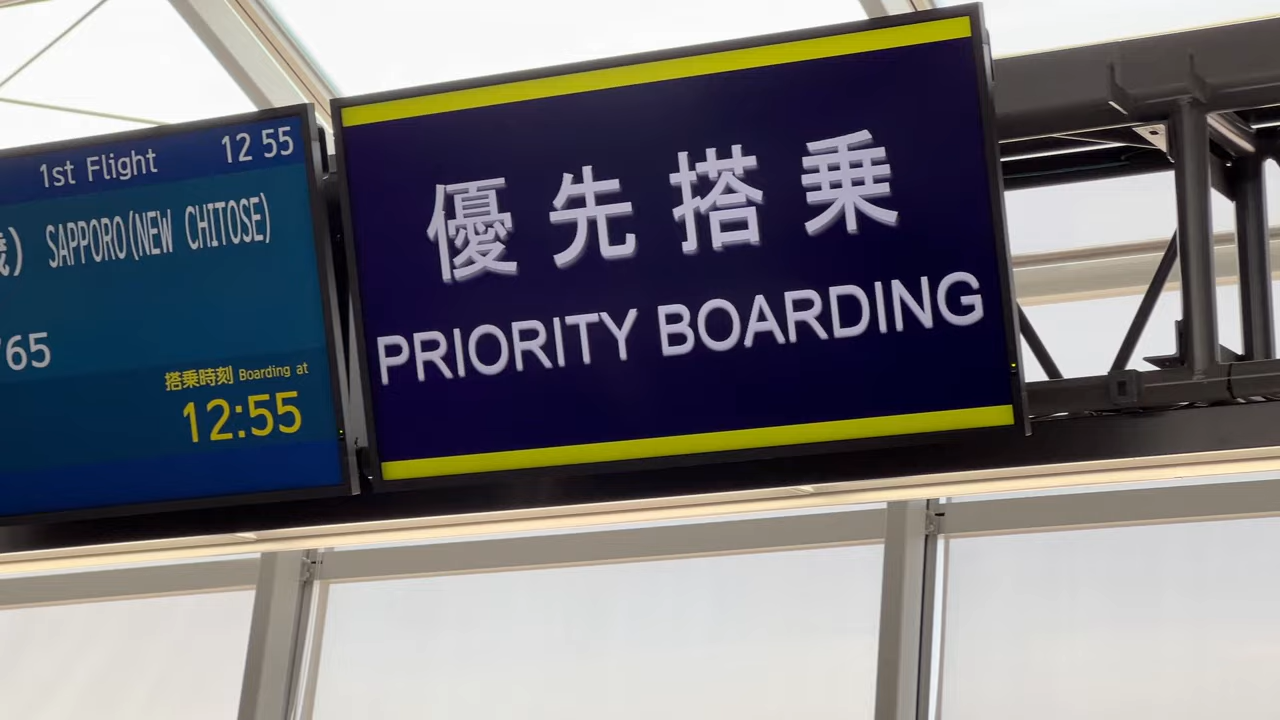 1st Flight 12 55
) SAPPORO(NEW CHITOSE)
765
搭乗時刻 Boarding at
12:55
優先搭乗
PRIORITY BOARDING